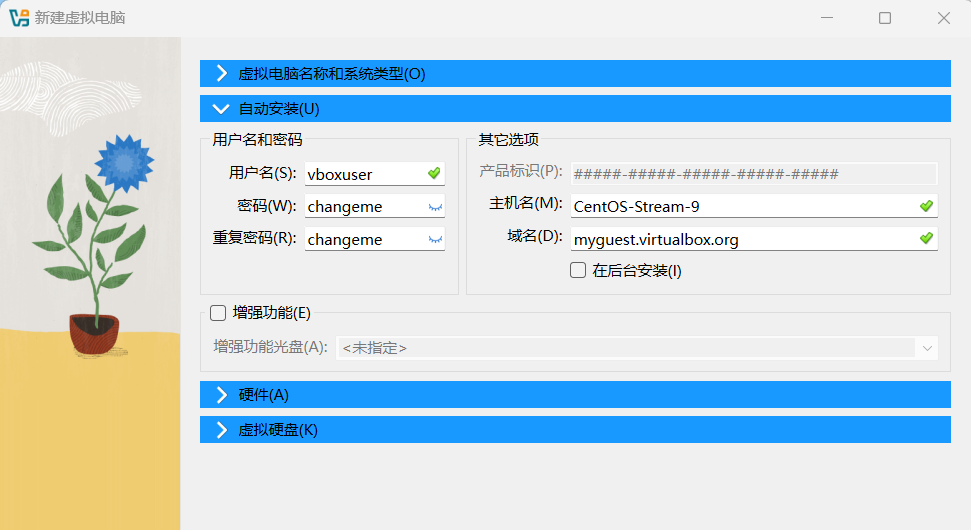 新建虚拟电脑
虚拟电脑名称和系统类型(O)
自动安装(U)
用户名和密码
用户名(S): vboxuser
密码(W): changeme
重复密码(R): changeme
其它选项
产品标识(P): #####-#####-#####-#####-#####
主机名(M): CentOS-Stream-9
域名(D): myguest.virtualbox.org
在后台安装(I)
增强功能(E)
增强功能光盘(A): <未指定>
硬件(A)
虚拟硬盘(K)